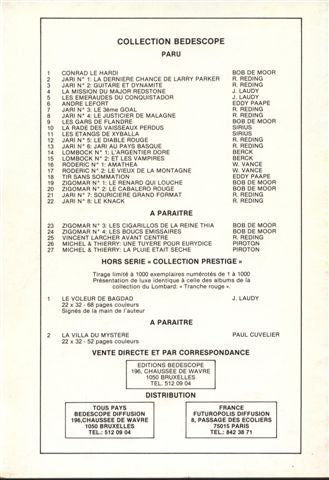 COLLECTION BEDESCOPE
PARU
1 CONRAD LE HARDI BOB DE MOOR
2 JARI N° 1: LA DERNIERE CHANCE DE LARRY PARKER R. REDING
3 JARI N° 2: GUITARE ET DYNAMITE R. REDING
4 LA MISSION DU MAJOR REDSTONE J. LAUDY
5 LES EMERAUDES DU CONQUISTADOR J. LAUDY
6 ANDRE LEFORT EDDY PAAPE
7 JARI N° 3: LE 3ème GOAL R. REDING
8 JARI N° 4: LE JUSTICIER DE MALAGNE R. REDING
9 LES GARS DE FLANDRE BOB DE MOOR
10 LA RADE DES VAISSEAUX PERDUS SIRIUS
11 LES ETANGS DE XYBALLA SIRIUS
12 JARI N° 5: LE DIABLE ROUGE R. REDING
13 JARI N° 6: JARI AU PAYS BASQUE R. REDING
14 LOMBOCK N° 1: L'ARGENTIER DORE BERCK
15 LOMBOCK N° 2: ET LES VAMPIRES BERCK
16 RODERIC N° 1: AMATHEA W. VANCE
17 RODERIC N° 2: LE VIEUX DE LA MONTAGNE W. VANCE
18 TIR SANS SOMMATION EDDY PAAPE
19 ZIGOMAR N° 1: LE RENARD QUI LOUCHE BOB DE MOOR
20 ZIGOMAR N° 2: LE CABALERO ROUGE BOB DE MOOR
21 JARI N° 7: SOURICIERE GRAND FORMAT R. REDING
22 JARI N° 8: LE KNACK R. REDING
A PARAITRE
23 ZIGOMAR N° 3: LES CIGARILLOS DE LA REINE THIA BOB DE MOOR
24 ZIGOMAR N° 4: LES BOUCS EMISSAIRES BOB DE MOOR
25 VINCENT LARCHER AVANT CENTRE R. REDING
26 MICHEL & THIERRY: UNE TUYERE POUR EURYDICE PIROTON
27 MICHEL & THIERRY: LA PLUIE ETAIT SECHE PIROTON
HORS SERIE « COLLECTION PRESTIGE »
Tirage limité à 1000 exemplaires numérotés de 1 à 1000
Présentation de luxe identique à celle des albums de la
collection du Lombard: « Tranche rouge ».
1 LE VOLEUR DE BAGDAD J. LAUDY
22 x 32 - 68 pages couleurs
Signés de la main de l'auteur
A PARAITRE
2 LA VILLA DU MYSTERE PAUL CUVELIER
22 x 32 - 52 pages couleurs
VENTE DIRECTE ET PAR CORRESPONDANCE
EDITIONS BEDESCOPE
196, CHAUSSEE DE WAVRE
1050 BRUXELLES
TEL. 512 09 04
DISTRIBUTION
TOUS PAYS
BEDESCOPE DIFFUSION
196, CHAUSSEE DE WAVRE
1050 BRUXELLES
TEL.: 512 09 04
FRANCE
FUTUROPOLIS DIFFUSION
8, PASSAGE DES ECOLIERS
75015 PARIS
TEL.: 842 38 71